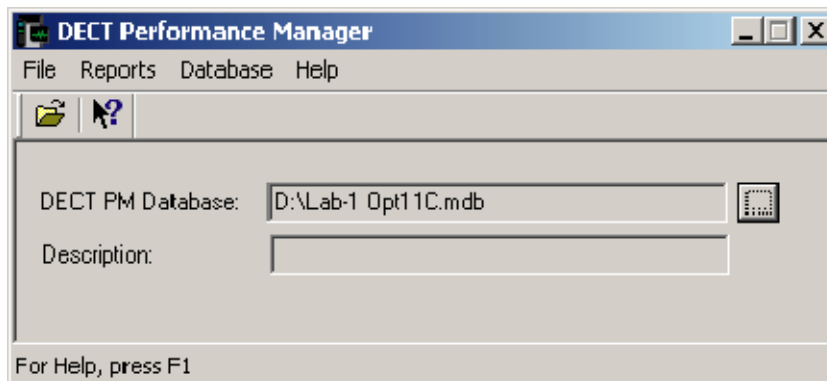 DECT Performance Manager
File Reports Database Help
DECT PM Database: D:\Lab-1 Opt11C.mdb
Description:
For Help, press F1